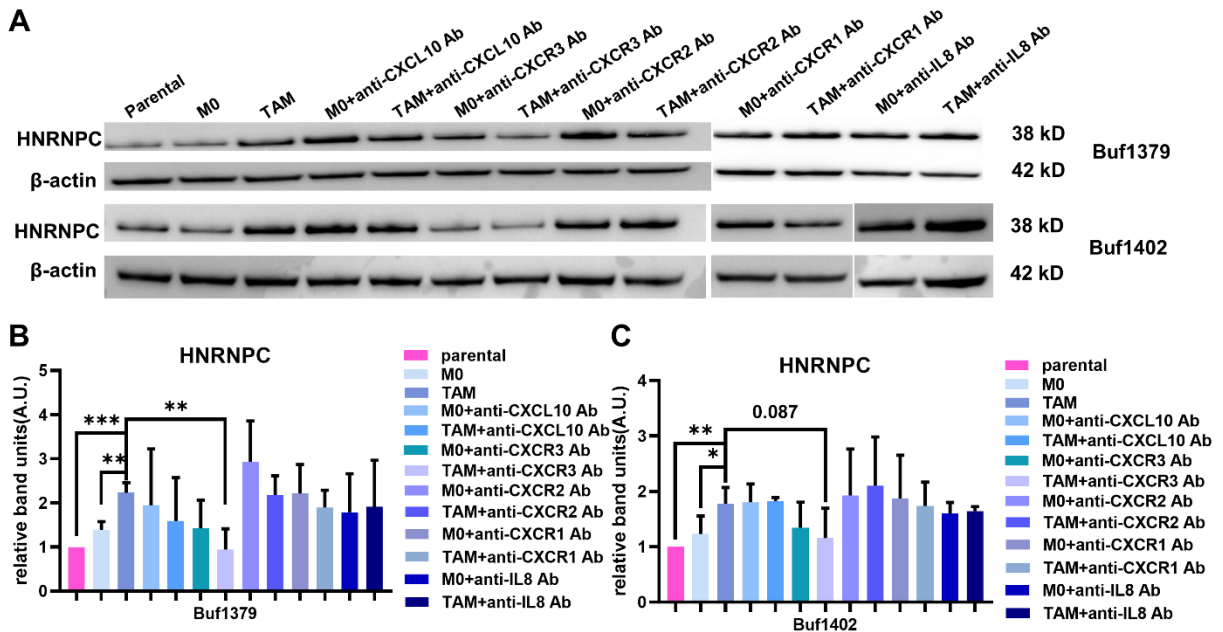 A
Parental
M0
TAM
M0+anti-CXCL10 Ab
TAM+anti-CXCL10 Ab
M0+anti-CXCR3 Ab
TAM+anti-CXCR3 Ab
M0+anti-CXCR2 Ab
TAM+anti-CXCR2 Ab
M0+anti-CXCR1 Ab
TAM+anti-CXCR1 Ab
M0+anti-IL8 Ab
TAM+anti-IL8 Ab
HNRNPC 38 kD
Buf1379
β-actin 42 kD
HNRNPC 38 kD
Buf1402
β-actin 42 kD
B
HNRNPC
relative band units(A.U.)
5
4
3
2
1
0
***
**
**
Buf1379
parental
M0
TAM
M0+anti-CXCL10 Ab
TAM+anti-CXCL10 Ab
M0+anti-CXCR3 Ab
TAM+anti-CXCR3 Ab
M0+anti-CXCR2 Ab
TAM+anti-CXCR2 Ab
M0+anti-CXCR1 Ab
TAM+anti-CXCR1 Ab
M0+anti-IL8 Ab
TAM+anti-IL8 Ab
C
HNRNPC
relative band units(A.U.)
4
3
2
1
0
**
*
0.087
Buf1402
parental
M0
TAM
M0+anti-CXCL10 Ab
TAM+anti-CXCL10 Ab
M0+anti-CXCR3 Ab
TAM+anti-CXCR3 Ab
M0+anti-CXCR2 Ab
TAM+anti-CXCR2 Ab
M0+anti-CXCR1 Ab
TAM+anti-CXCR1 Ab
M0+anti-IL8 Ab
TAM+anti-IL8 Ab